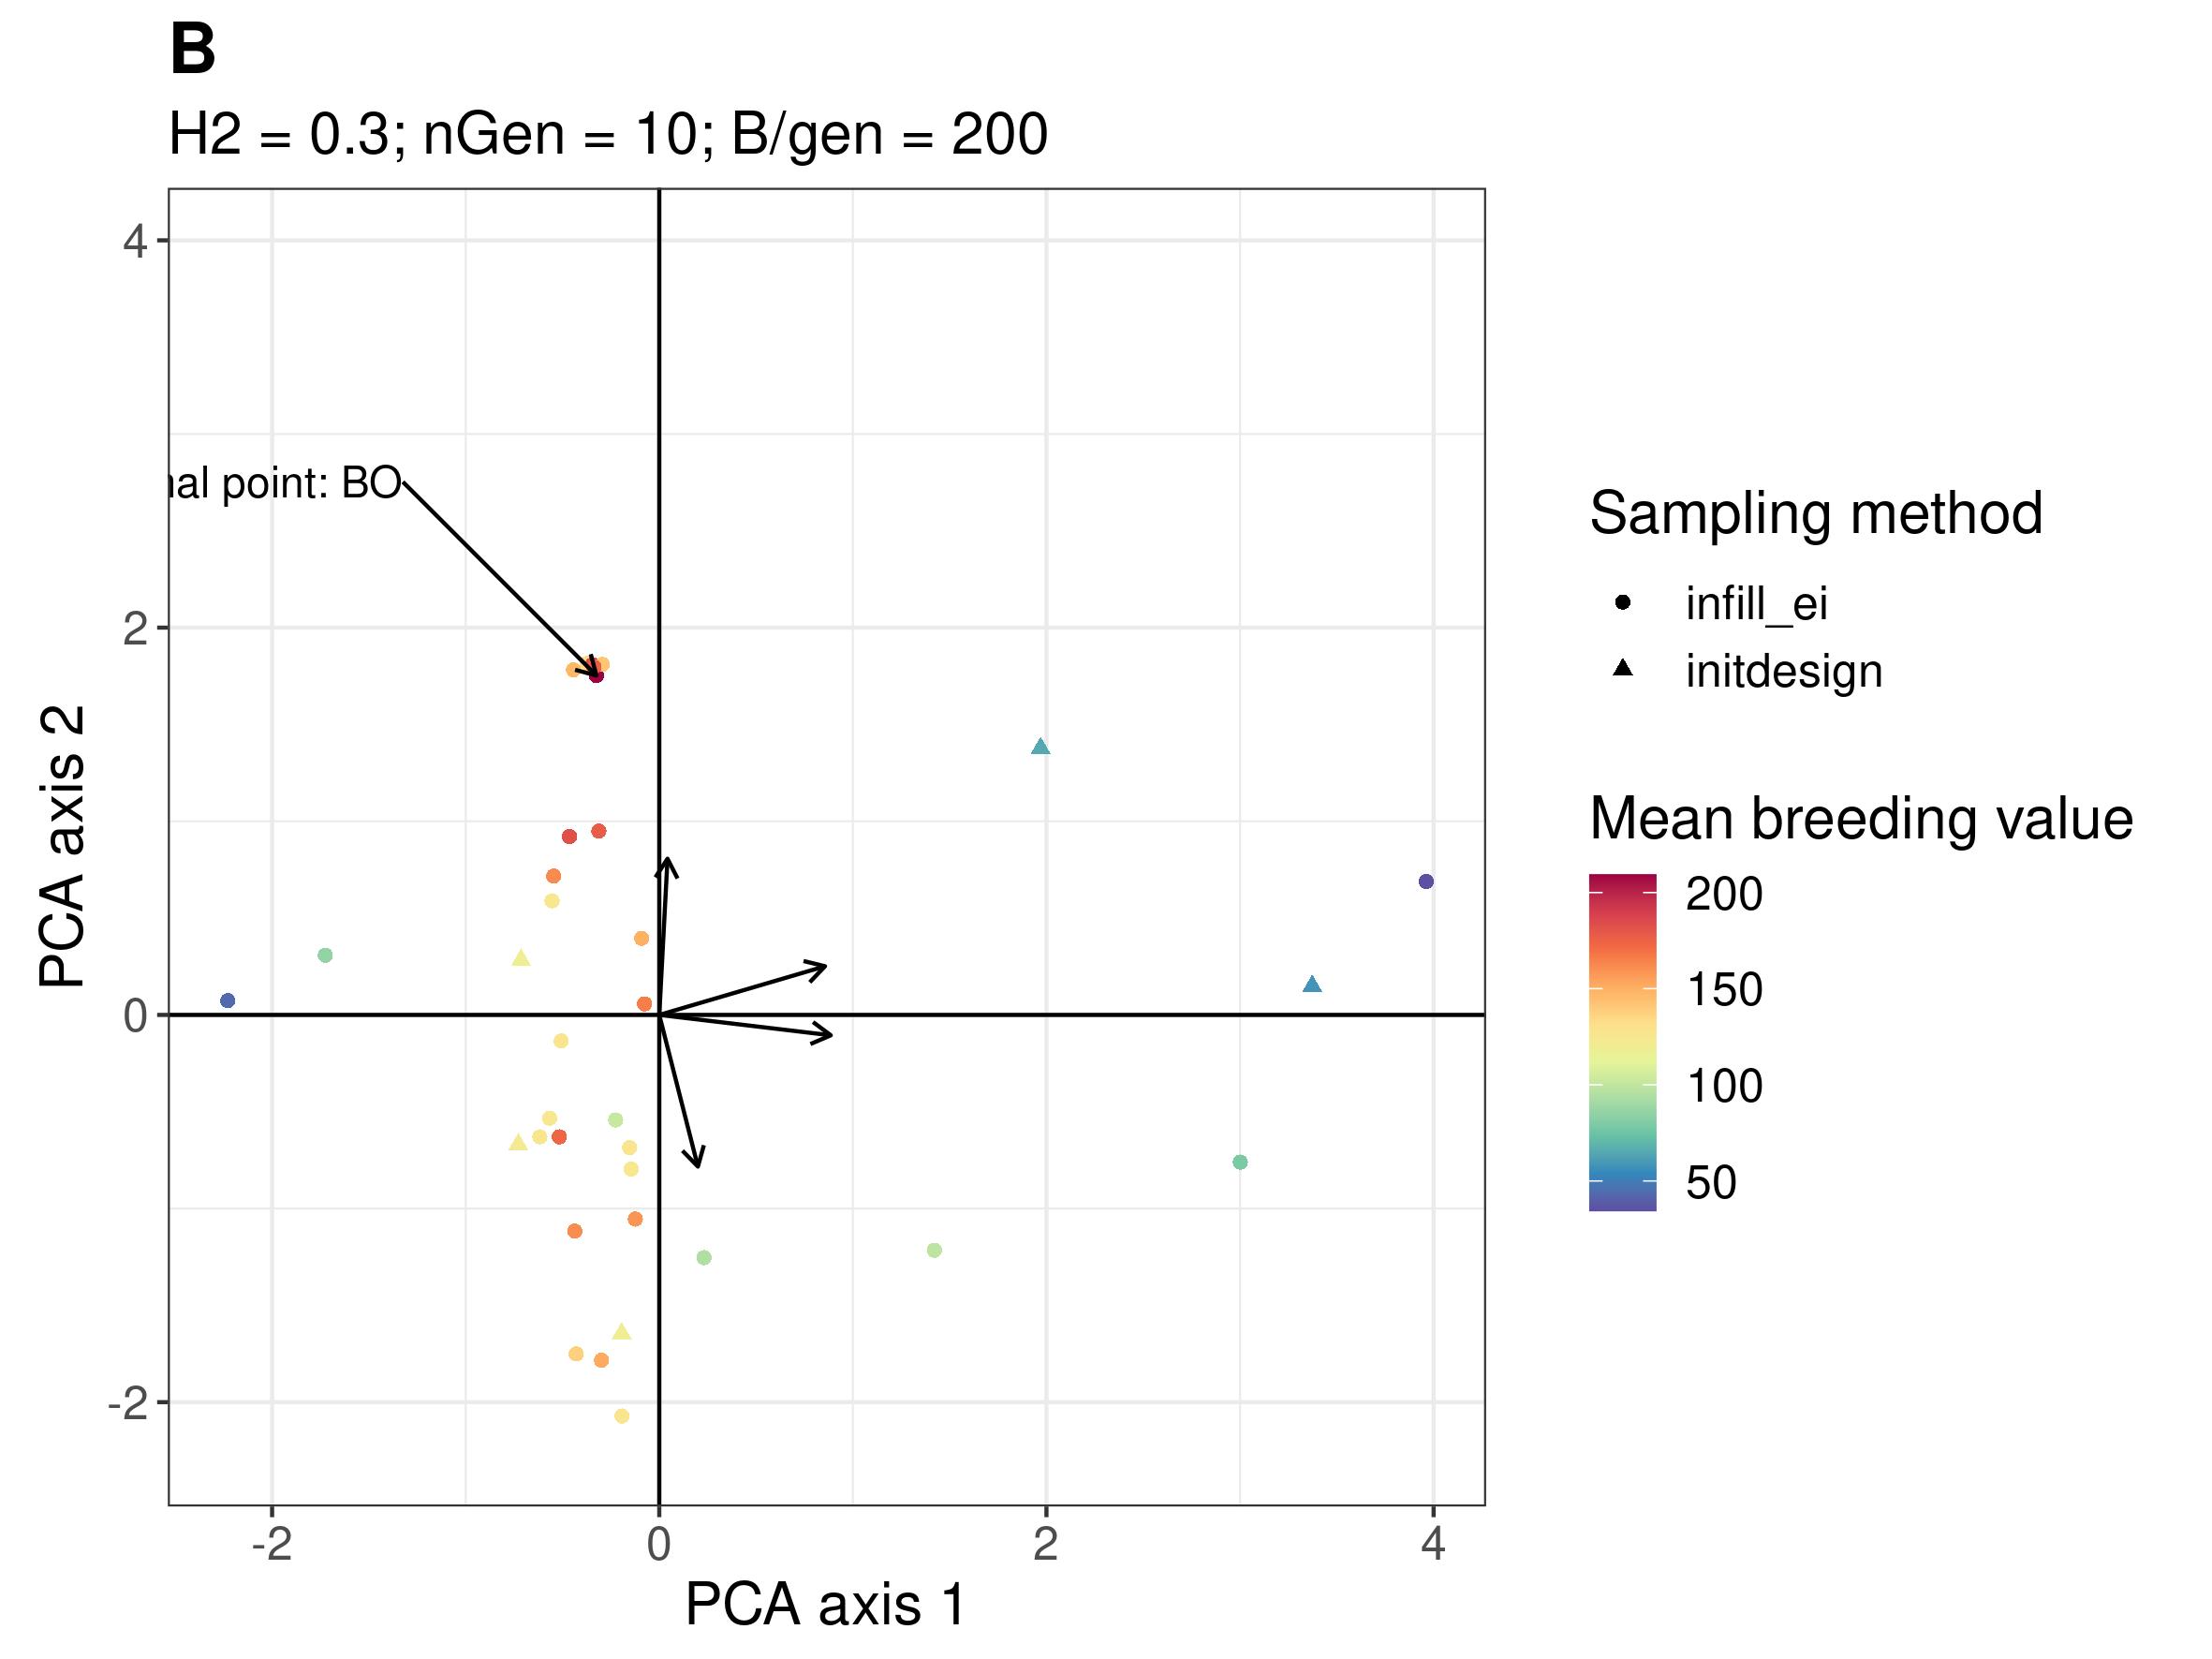 B
H2 = 0.3; nGen = 10; B/gen = 200
4
2
0
-2
PCA axis 2
point: BO
-2
0
2
4
PCA axis 1
Sampling method
infill_ei
initdesign
Mean breeding value
200
150
100
50